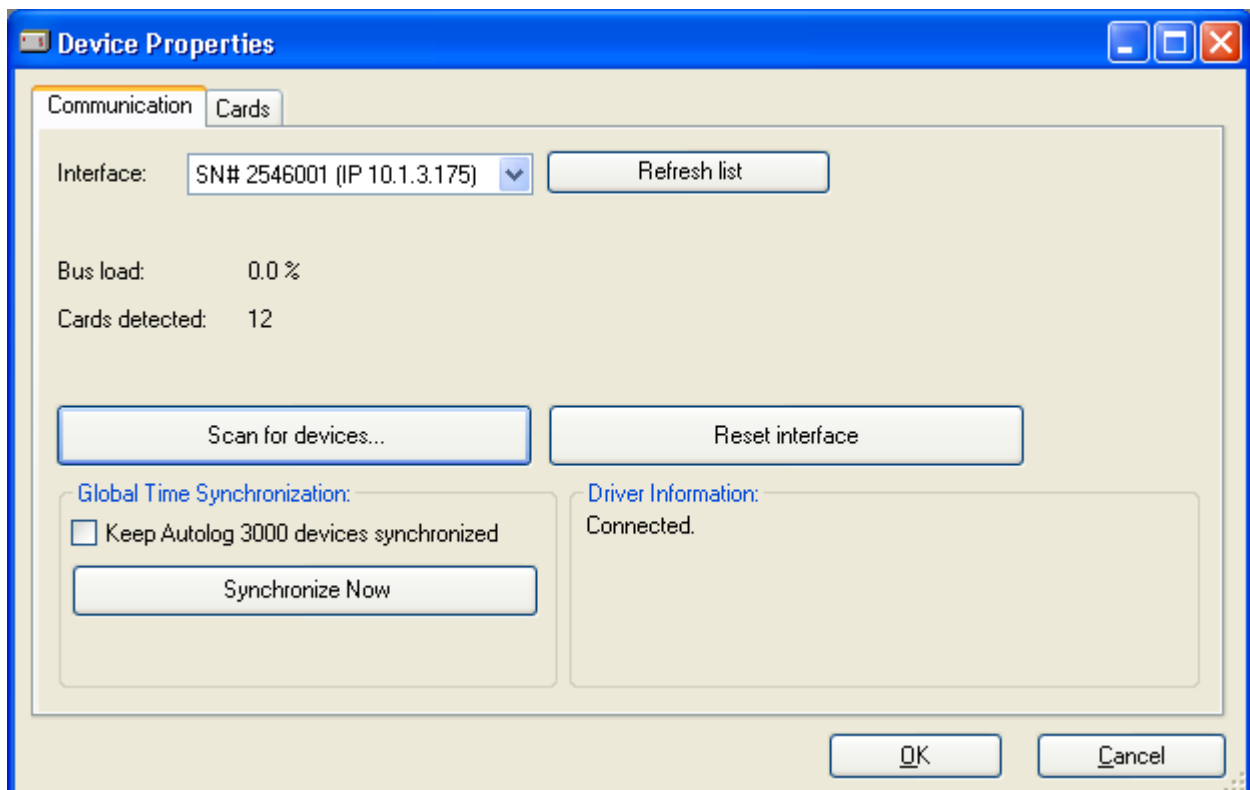 Device Properties
Communication Cards
Interface: SN# 2546001 (IP 10.1.3.175) Refresh list
Bus load: 0.0 %
Cards detected: 12
Scan for devices... Reset interface
Global Time Synchronization: Driver Information:
Keep Autolog 3000 devices synchronized Connected.
Synchronize Now
OK Cancel